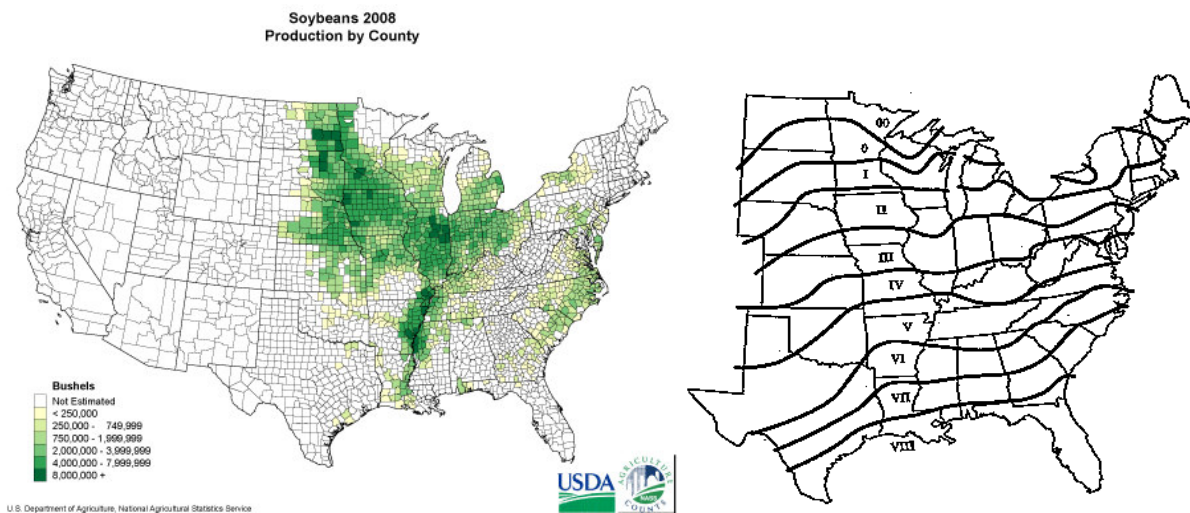 Soybeans 2008
Production by County
Bushels
Not Estimated
< 250,000
250,000 - 749,999
750,000 - 1,999,999
2,000,000 - 3,999,999
4,000,000 - 7,999,999
8,000,000 +
U.S. Department of Agriculture, National Agricultural Statistics Service
USDA
AGRICULTURE
NASS
COUNTS
00
0
I
II
III
IV
V
VI
VII
VIII